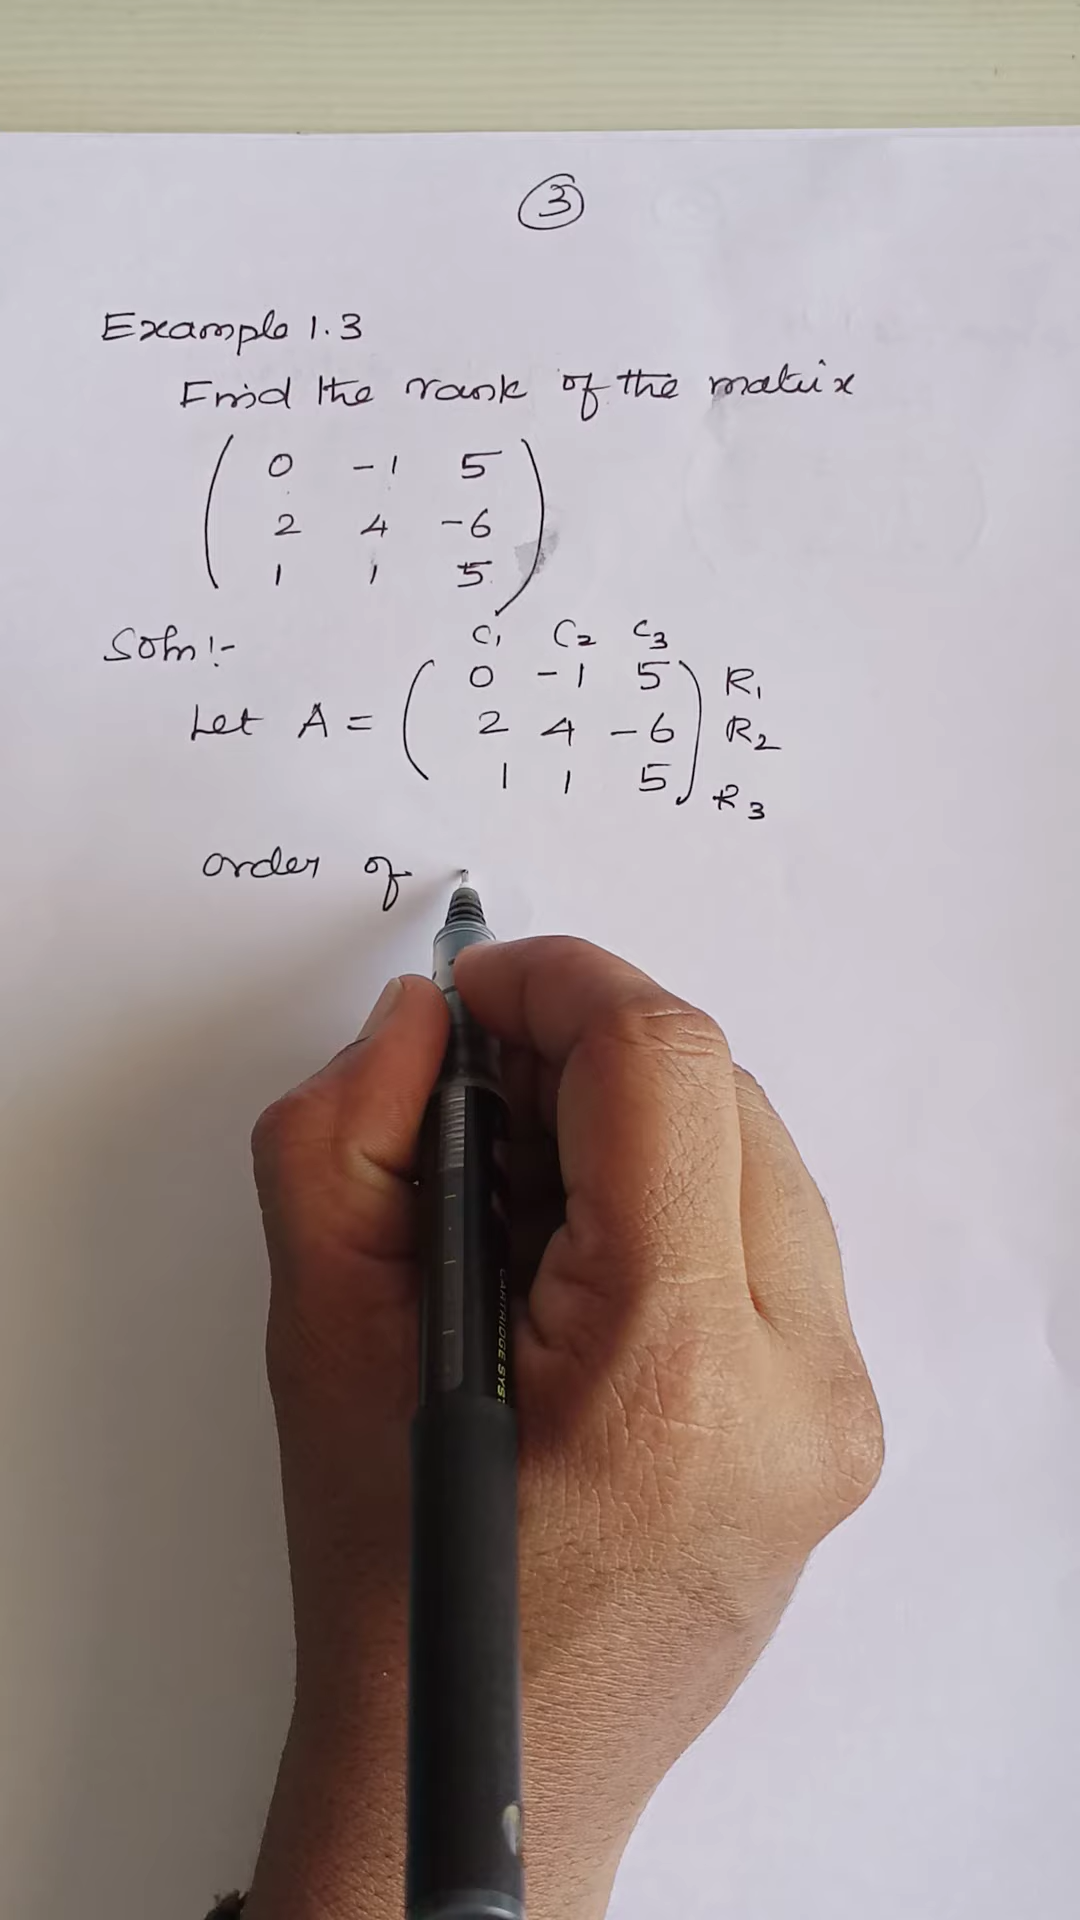 3
Example 1.3
Find the rank of the matrix
0 -1 5
2 4 -6
1 1 5
Soln:-
C1 C2 C3
0 -1 5 R1
Let A = 2 4 -6 R2
1 1 5 R3
order of
CARTRIDGE SYS